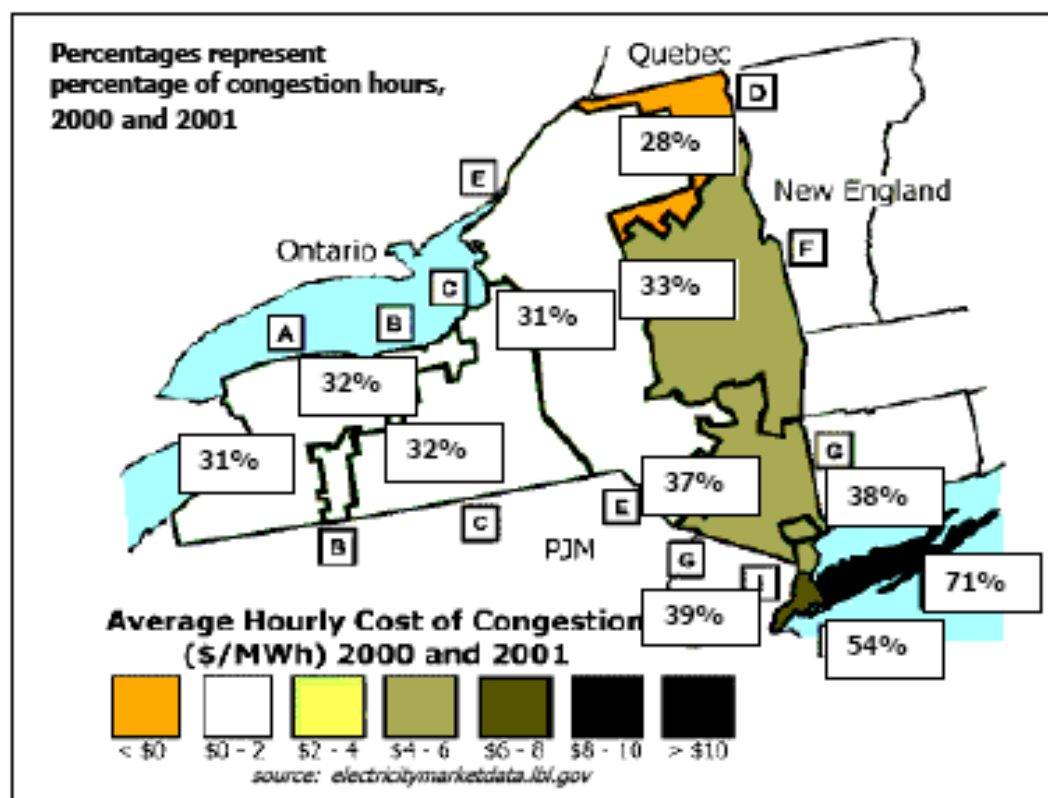 Percentages represent
percentage of congestion hours,
2000 and 2001
Quebec
D
28%
E
New England
Ontario
F
C
33%
B
31%
A
32%
32%
G
31%
37%
38%
E
C
B
PJM
G
J
71%
39%
54%
Average Hourly Cost of Congestion
($/MWh) 2000 and 2001
< $0
$0 - 2
$2 - 4
$4 - 6
$6 - 8
$8 - 10
> $10
source: electricitymarketdata.lbl.gov